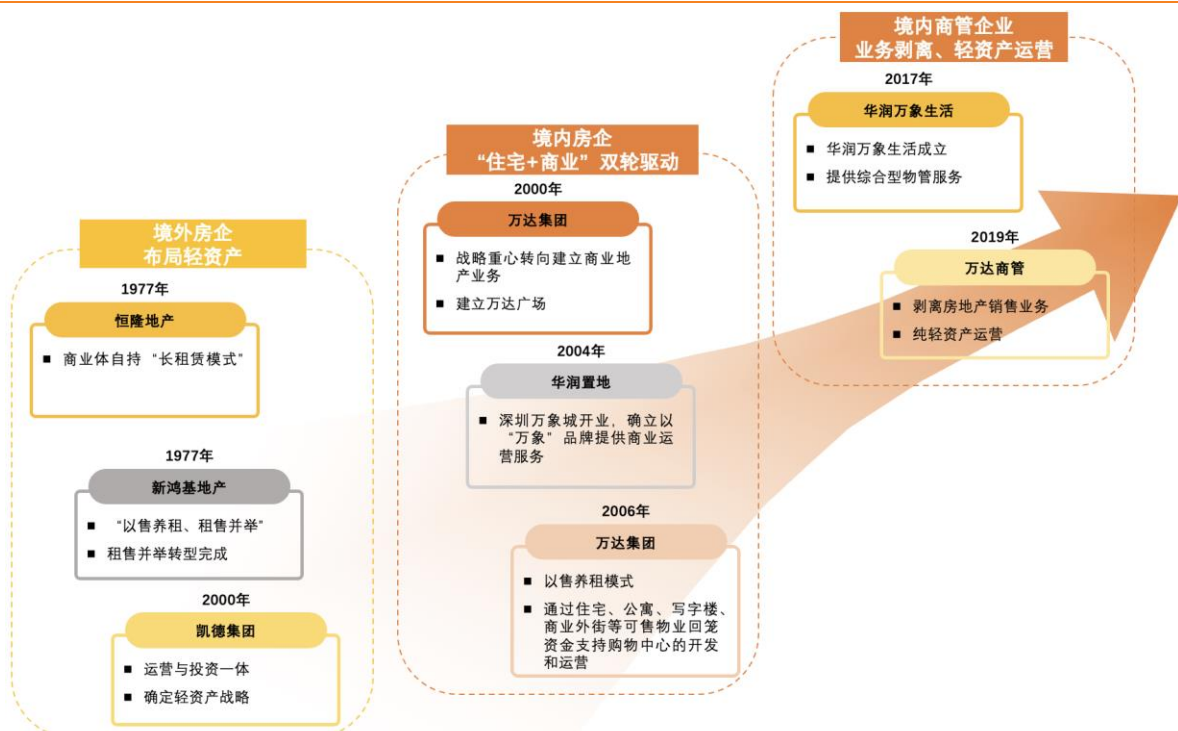 境外房企
布局轻资产
1977年
恒隆地产
■ 商业体自持 “长租赁模式”
1977年
新鸿基地产
■ “以售养租、租售并举”
■ 租售并举转型完成
2000年
凯德集团
■ 运营与投资一体
■ 确定轻资产战略
境内房企
“住宅+商业” 双轮驱动
2000年
万达集团
■ 战略重心转向建立商业地
产业务
■ 建立万达广场
2004年
华润置地
■ 深圳万象城开业，确立以
“万象” 品牌提供商业运
营服务
2006年
万达集团
■ 以售养租模式
■ 通过住宅、公寓、写字楼、
商业外街等可售物业回笼
资金支持购物中心的开发
和运营
境内商管企业
业务剥离、轻资产运营
2017年
华润万象生活
■ 华润万象生活成立
■ 提供综合型物管服务
2019年
万达商管
■ 剥离房地产销售业务
■ 纯轻资产运营